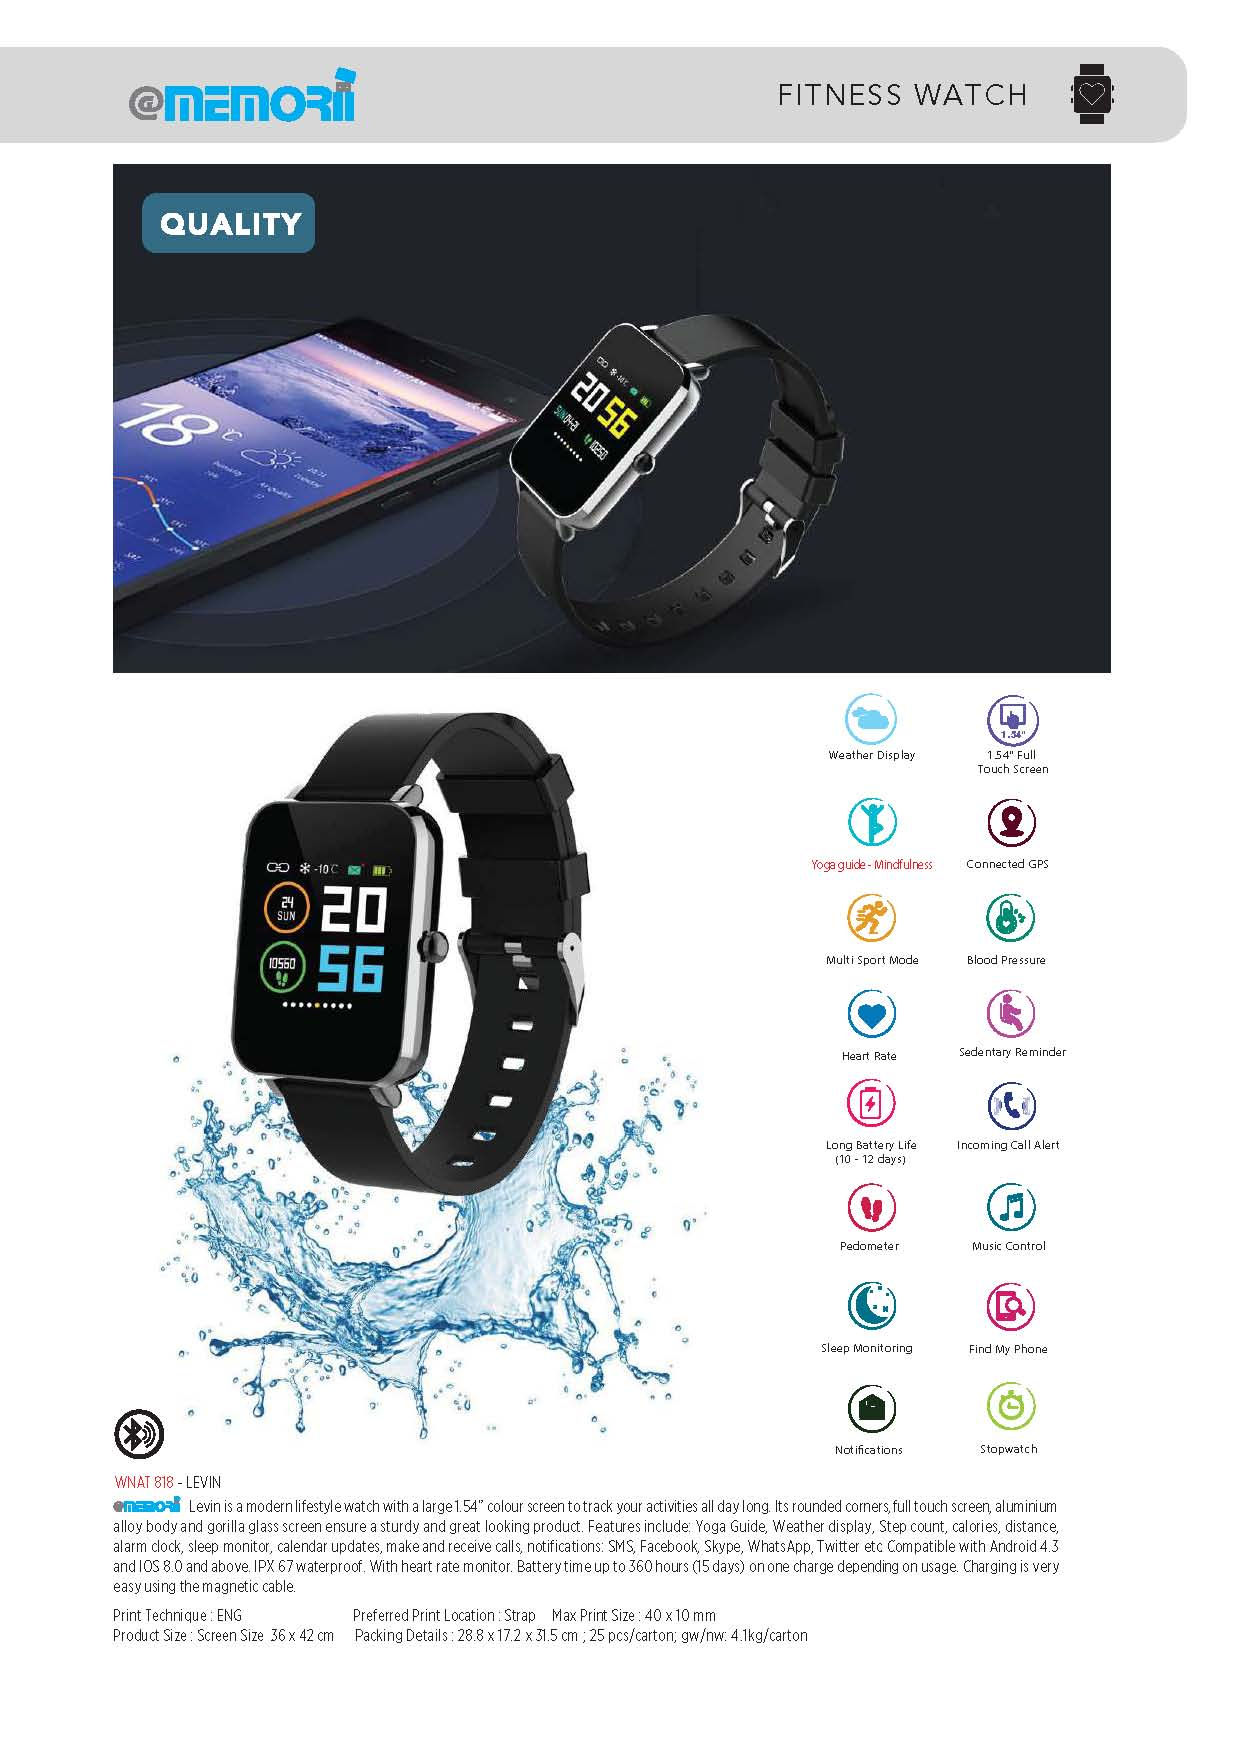 @MEMORII
FITNESS WATCH
QUALITY
18°C
20 56
SUN 04-21
10250
-10°C
24
SUN
20
56
10560
Weather Display
1.54"
1.54" Full
Touch Screen
Yoga guide - Mindfulness
Connected GPS
Multi Sport Mode
Blood Pressure
Heart Rate
Sedentary Reminder
Long Battery Life
(10 - 12 days)
Incoming Call Alert
Pedometer
Music Control
Sleep Monitoring
Find My Phone
Notifications
Stopwatch
WNAT 818 - LEVIN
@MEMORII Levin is a modern lifestyle watch with a large 1.54” colour screen to track your activities all day long. Its rounded corners, full touch screen, aluminium
alloy body and gorilla glass screen ensure a sturdy and great looking product. Features include: Yoga Guide, Weather display, Step count, calories, distance,
alarm clock, sleep monitor, calendar updates, make and receive calls, notifications: SMS, Facebook, Skype, WhatsApp, Twitter etc Compatible with Android 4.3
and IOS 8.0 and above. IPX 67 waterproof. With heart rate monitor. Battery time up to 360 hours (15 days) on one charge depending on usage. Charging is very
easy using the magnetic cable.
Print Technique : ENG Preferred Print Location : Strap Max Print Size : 40 x 10 mm
Product Size : Screen Size 36 x 42 cm Packing Details : 28.8 x 17.2 x 31.5 cm ; 25 pcs/carton; gw/nw: 4.1kg/carton